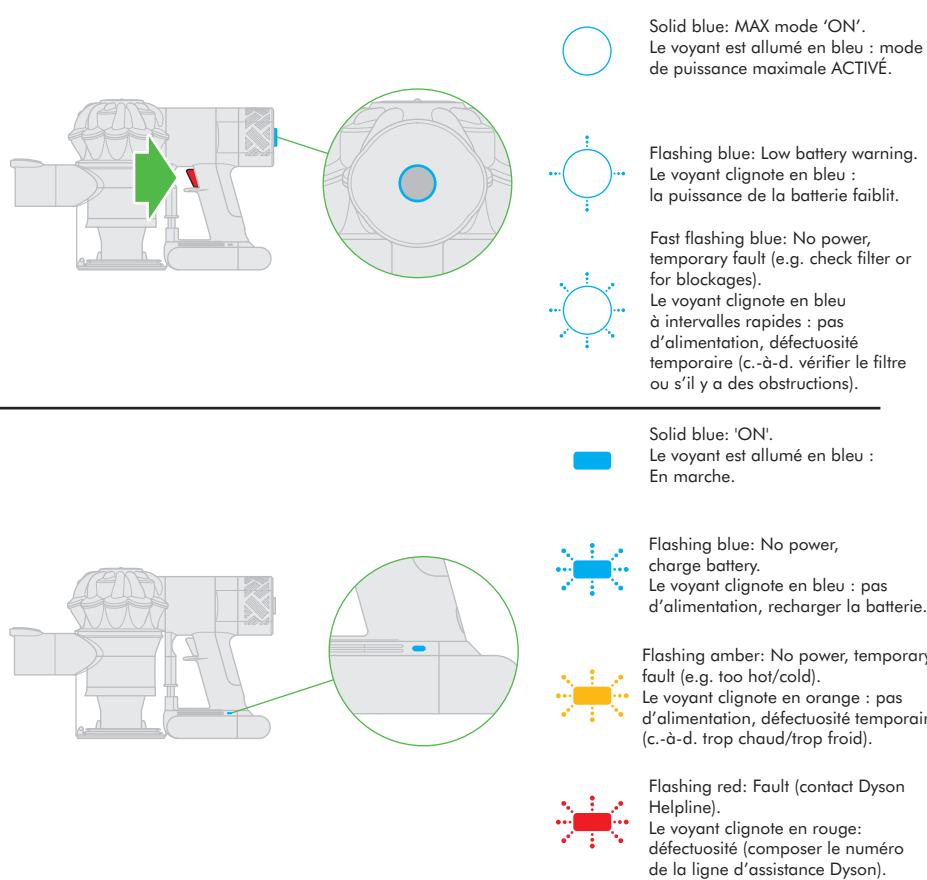 Solid blue: MAX mode ‘ON’.
Le voyant est allumé en bleu : mode
de puissance maximale ACTIVÉ.
Flashing blue: Low battery warning.
Le voyant clignote en bleu :
la puissance de la batterie faiblit.
Fast flashing blue: No power,
temporary fault (e.g. check filter or
for blockages).
Le voyant clignote en bleu
à intervalles rapides : pas
d’alimentation, défectuosité
temporaire (c.-à-d. vérifier le filtre
ou s’il y a des obstructions).
Solid blue: 'ON'.
Le voyant est allumé en bleu :
En marche.
Flashing blue: No power,
charge battery.
Le voyant clignote en bleu : pas
d’alimentation, recharger la batterie.
Flashing amber: No power, temporary
fault (e.g. too hot/cold).
Le voyant clignote en orange : pas
d’alimentation, défectuosité temporair
(c.-à-d. trop chaud/trop froid).
Flashing red: Fault (contact Dyson
Helpline).
Le voyant clignote en rouge:
défectuosité (composer le numéro
de la ligne d’assistance Dyson).